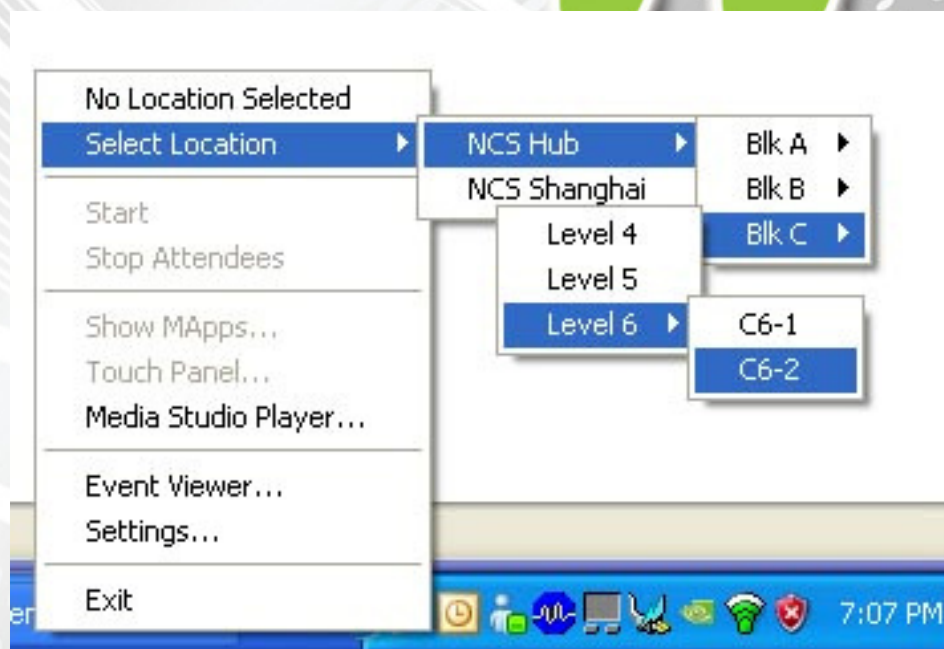 No Location Selected
Select Location
Start
Stop Attendees
Show MApps...
Touch Panel...
Media Studio Player...
Event Viewer...
Settings...
Exit
NCS Hub
NCS Shanghai
Blk A
Blk B
Blk C
Level 4
Level 5
Level 6
C6-1
C6-2
7:07 PM